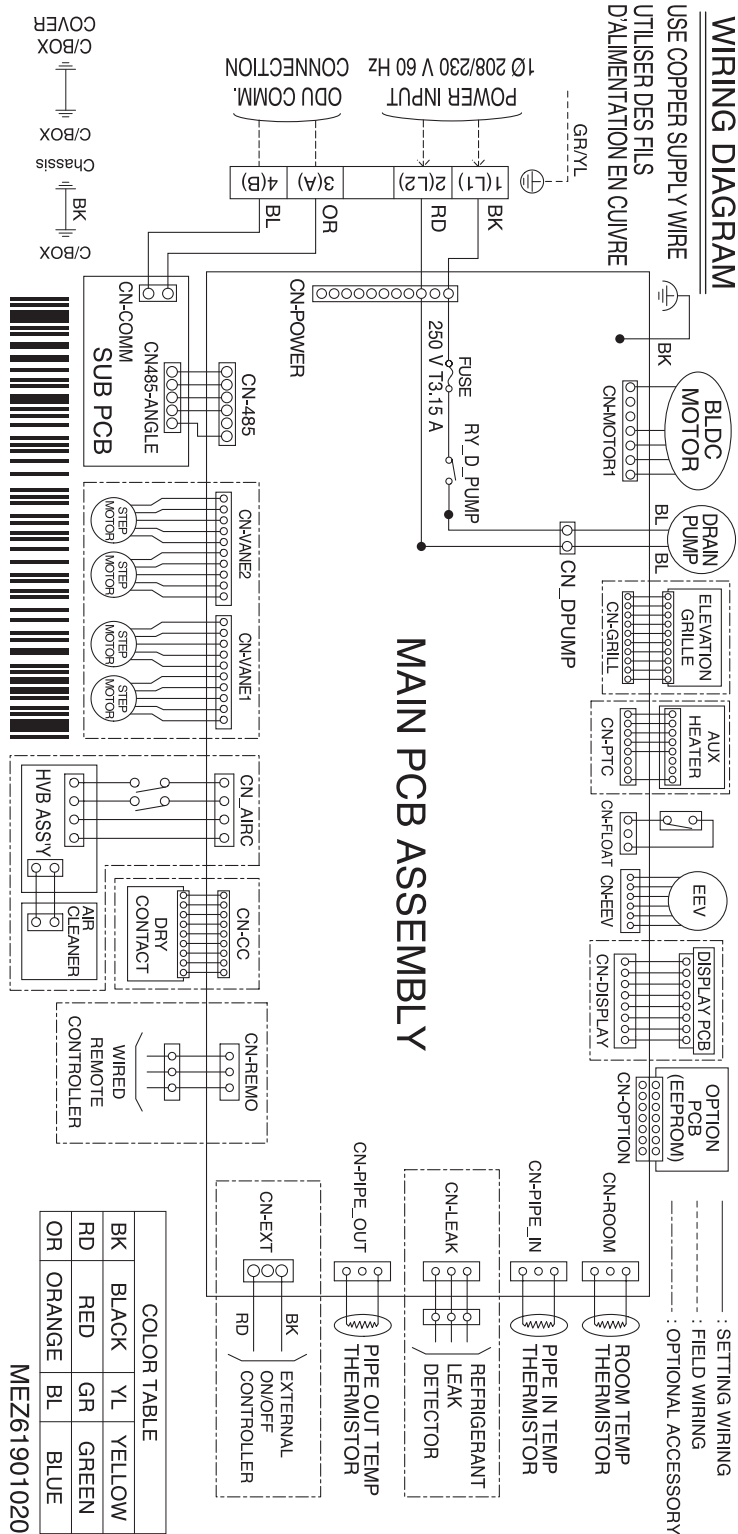 WIRING DIAGRAM
USE COPPER SUPPLY WIRE
UTILISER DES FILS
D'ALIMENTATION EN CUIVRE
: SETTING WIRING
: FIELD WIRING
: OPTIONAL ACCESSORY
BLDC
MOTOR
CN-MOTOR1
BK
DRAIN
PUMP
BL
BL
CN_DPUMP
ELEVATION
GRILLE
CN-GRILL
AUX
HEATER
CN-PTC
CN-FLOAT
EEV
CN-EEV
DISPLAY PCB
CN-DISPLAY
OPTION
PCB
(EEPROM)
CN-OPTION
GR/YL
POWER INPUT
1Ø 208/230 V 60 Hz
ODU COMM.
CONNECTION
1(L1)
2(L2)
3(A)
4(B)
BK
RD
OR
BL
CN-POWER
FUSE
250 V T3.15 A
RY_D_PUMP
MAIN PCB ASSEMBLY
CN-ROOM
ROOM TEMP
THERMISTOR
CN-PIPE_IN
PIPE IN TEMP
THERMISTOR
CN-LEAK
REFRIGERANT
LEAK
DETECTOR
CN-PIPE_OUT
PIPE OUT TEMP
THERMISTOR
CN-EXT
BK
RD
EXTERNAL
ON/OFF
CONTROLLER
CN-COMM
CN485-ANGLE
SUB PCB
CN-485
CN-VANE2
STEP
MOTOR
STEP
MOTOR
CN-VANE1
STEP
MOTOR
STEP
MOTOR
CN_AIRC
HVB ASS'Y
AIR
CLEANER
CN-CC
DRY
CONTACT
CN-REMO
WIRED
REMOTE
CONTROLLER
C/BOX
COVER
C/BOX
Chassis
BK
C/BOX
COLOR TABLE
BK BLACK YL YELLOW
RD RED GR GREEN
OR ORANGE BL BLUE
MEZ61901020